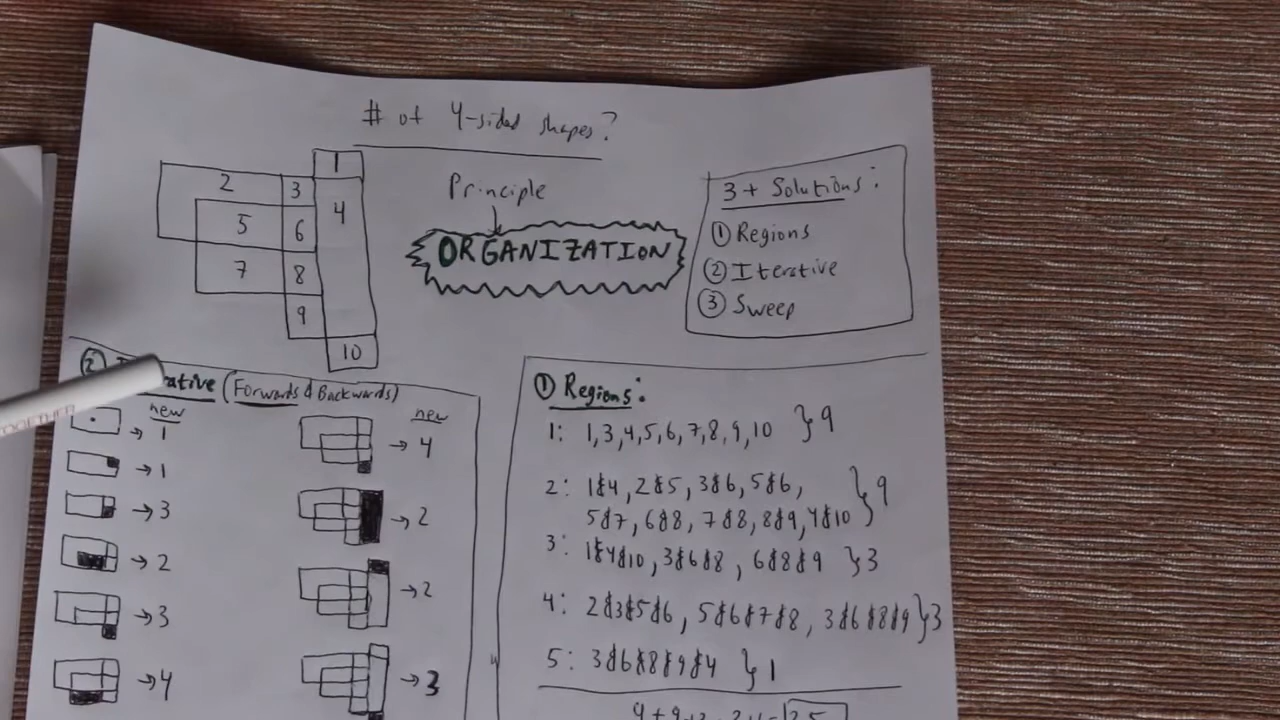 # of 4-sided shapes?
1
2
3
4
5
6
7
8
9
10
Principle
ORGANIZATION
3+ Solutions:
① Regions
② Iterative
③ Sweep
② (Forwards & Backwards)
new
→ 1
→ 1
→ 3
→ 2
→ 3
→ 4
new
→ 4
→ 2
→ 2
→ 3
TOGETHER
① Regions:
1: 1,3,4,5,6,7,8,9,10 } 9
2: 1&4, 2&5, 3&6, 5&6,
5&7, 6&8, 7&8, 8&9, 4&10 } 9
3: 1&4&10, 3&6&8, 6&8&9 } 3
4: 2&3&5&6, 5&6&7&8, 3&6&8&9 } 3
5: 3&6&8&9&4 } 1